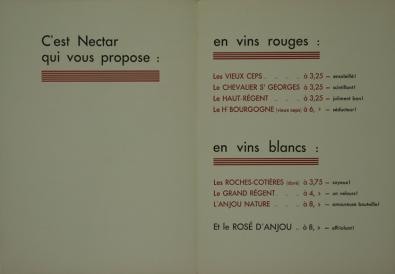 C'est Nectar
qui vous propose :
en vins rouges :
Les VIEUX CEPS . . . . à 3,25 – ensoleillé!
Le CHEVALIER Sᵗ GEORGES à 3,25 – scintillant!
Le HAUT-RÉGENT . . . . à 3,25 – joliment bon!
Le Hᵗ BOURGOGNE (vieux ceps) à 6, » – séducteur!
en vins blancs :
Les ROCHES-COTIÈRES (doré) à 3,75 – soyeux!
Le GRAND RÉGENT . . . à 4, » – un velours!
L'ANJOU NATURE . . . à 8, » – amoureuse bouteille!
Et le ROSÉ D'ANJOU . . à 8, » – affriolant!